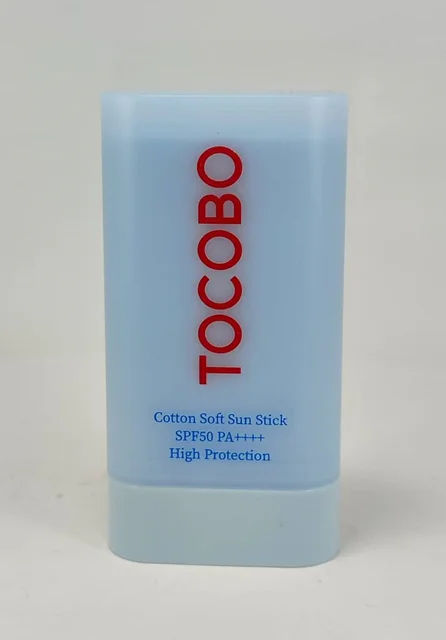 TOCOBO
Cotton Soft Sun Stick
SPF50 PA++++
High Protection